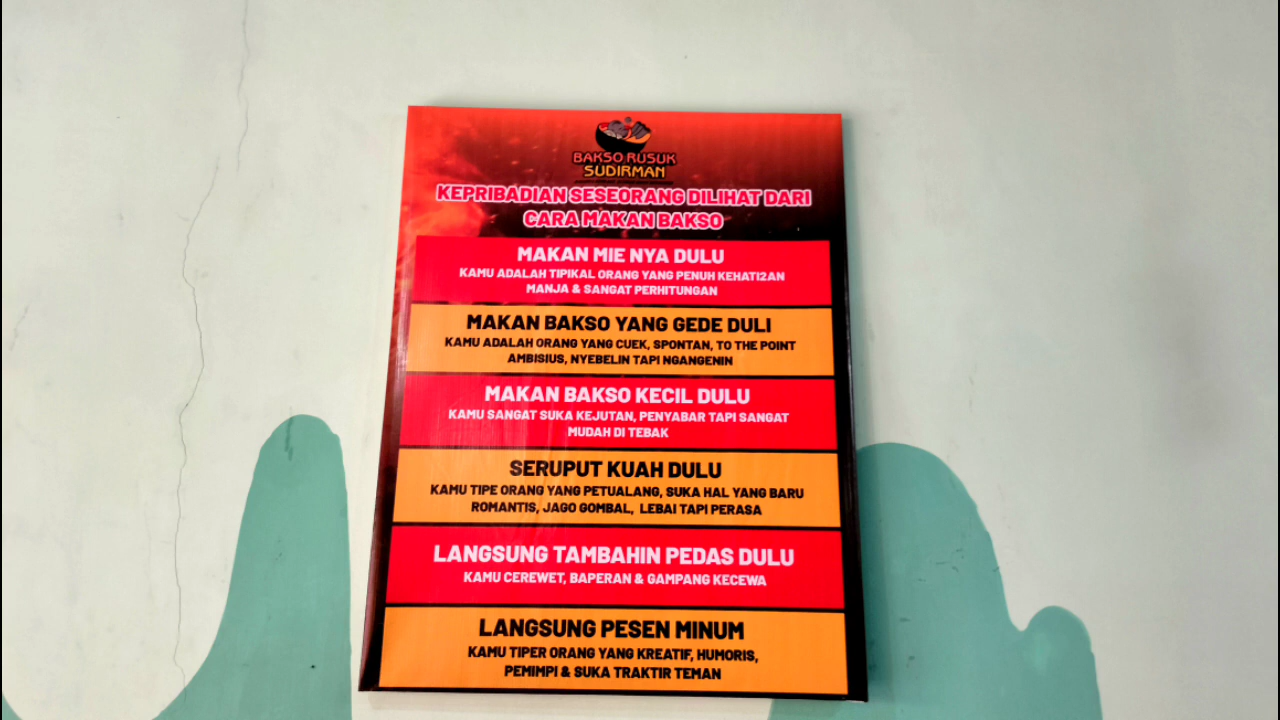 BAKSO RUSUK
SUDIRMAN
KEPRIBADIAN SESEORANG DILIHAT DARI
CARA MAKAN BAKSO
MAKAN MIE NYA DULU
KAMU ADALAH TIPIKAL ORANG YANG PENUH KEHATI2AN
MANJA & SANGAT PERHITUNGAN
MAKAN BAKSO YANG GEDE DULI
KAMU ADALAH ORANG YANG CUEK, SPONTAN, TO THE POINT
AMBISIUS, NYEBELIN TAPI NGANGENIN
MAKAN BAKSO KECIL DULU
KAMU SANGAT SUKA KEJUTAN, PENYABAR TAPI SANGAT
MUDAH DI TEBAK
SERUPUT KUAH DULU
KAMU TIPE ORANG YANG PETUALANG, SUKA HAL YANG BARU
ROMANTIS, JAGO GOMBAL, LEBAI TAPI PERASA
LANGSUNG TAMBAHIN PEDAS DULU
KAMU CEREWET, BAPERAN & GAMPANG KECEWA
LANGSUNG PESEN MINUM
KAMU TIPER ORANG YANG KREATIF, HUMORIS,
PEMIMPI & SUKA TRAKTIR TEMAN